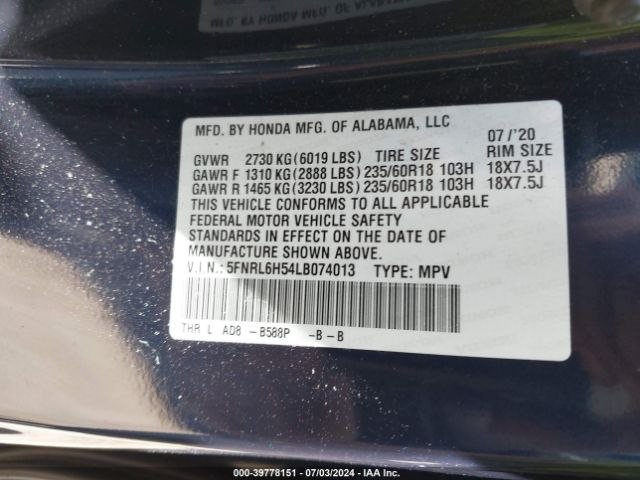 MFD. BY HONDA MFG. OF ALABAMA, LLC 07/'20
GVWR 2730 KG(6019 LBS) TIRE SIZE RIM SIZE
GAWR F 1310 KG(2888 LBS) 235/60R18 103H 18X7.5J
GAWR R 1465 KG(3230 LBS) 235/60R18 103H 18X7.5J
THIS VEHICLE CONFORMS TO ALL APPLICABLE
FEDERAL MOTOR VEHICLE SAFETY
STANDARDS IN EFFECT ON THE DATE OF
MANUFACTURE SHOWN ABOVE.
V.I.N.: 5FNRL6H54LB074013 TYPE: MPV
THR L AD8 -B588P -B-B
000-39778151 - 07/03/2024 - IAA Inc.